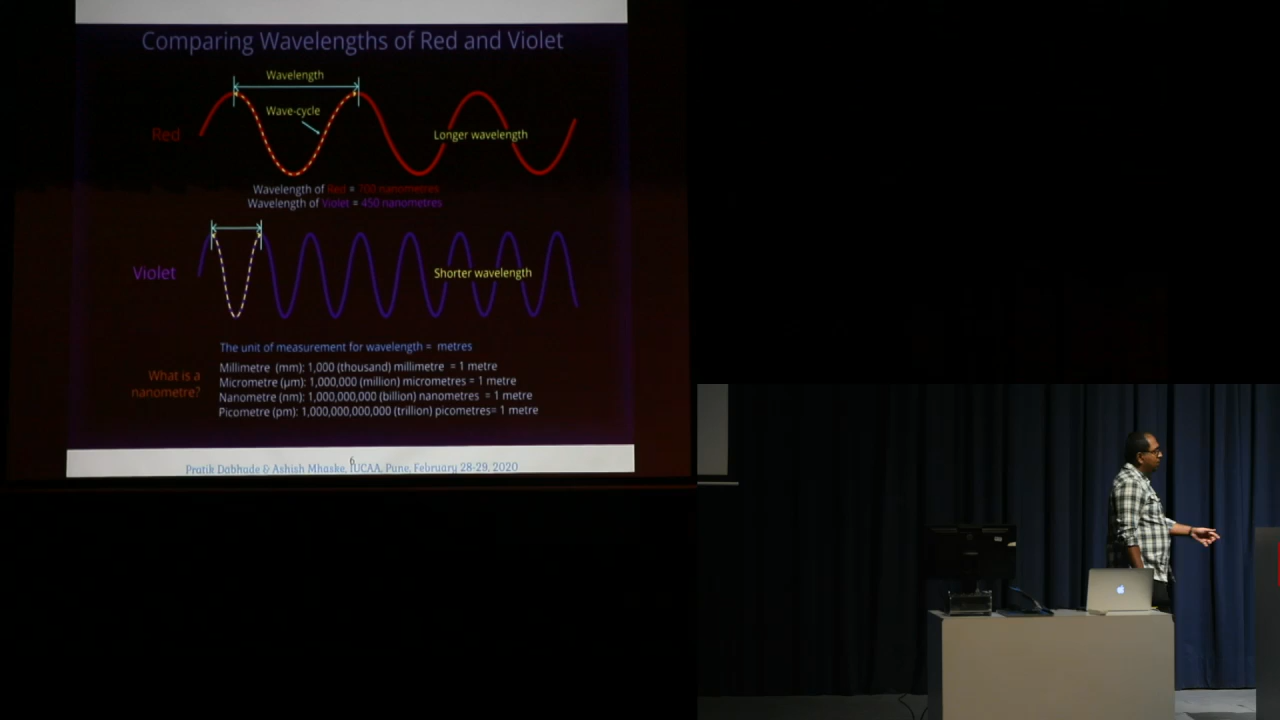 Comparing Wavelengths of Red and Violet
Wavelength
Wave-cycle
Red
Longer wavelength
Wavelength of Red = 700 nanometres
Wavelength of Violet = 450 nanometres
Violet
Shorter wavelength
The unit of measurement for wavelength = metres
What is a
nanometre?
Millimetre (mm): 1,000 (thousand) millimetre = 1 metre
Micrometre (µm): 1,000,000 (million) micrometres = 1 metre
Nanometre (nm): 1,000,000,000 (billion) nanometres = 1 metre
Picometre (pm): 1,000,000,000,000 (trillion) picometres= 1 metre
6
Pratik Dabhude & Ashish Mhaske, IUCAA, Pune, February 28-29, 2020